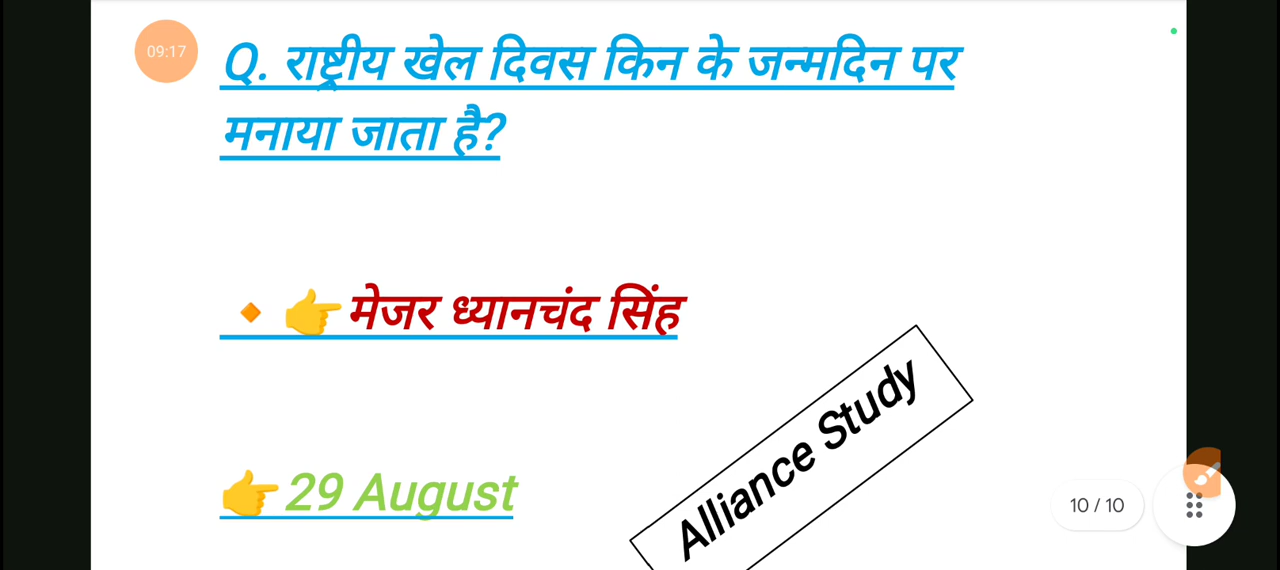 09:17
Q. राष्ट्रीय खेल दिवस किन के जन्मदिन पर
मनाया जाता है?
🔸 👉 मेजर ध्यानचंद सिंह
👉 29 August
Alliance Study
10 / 10